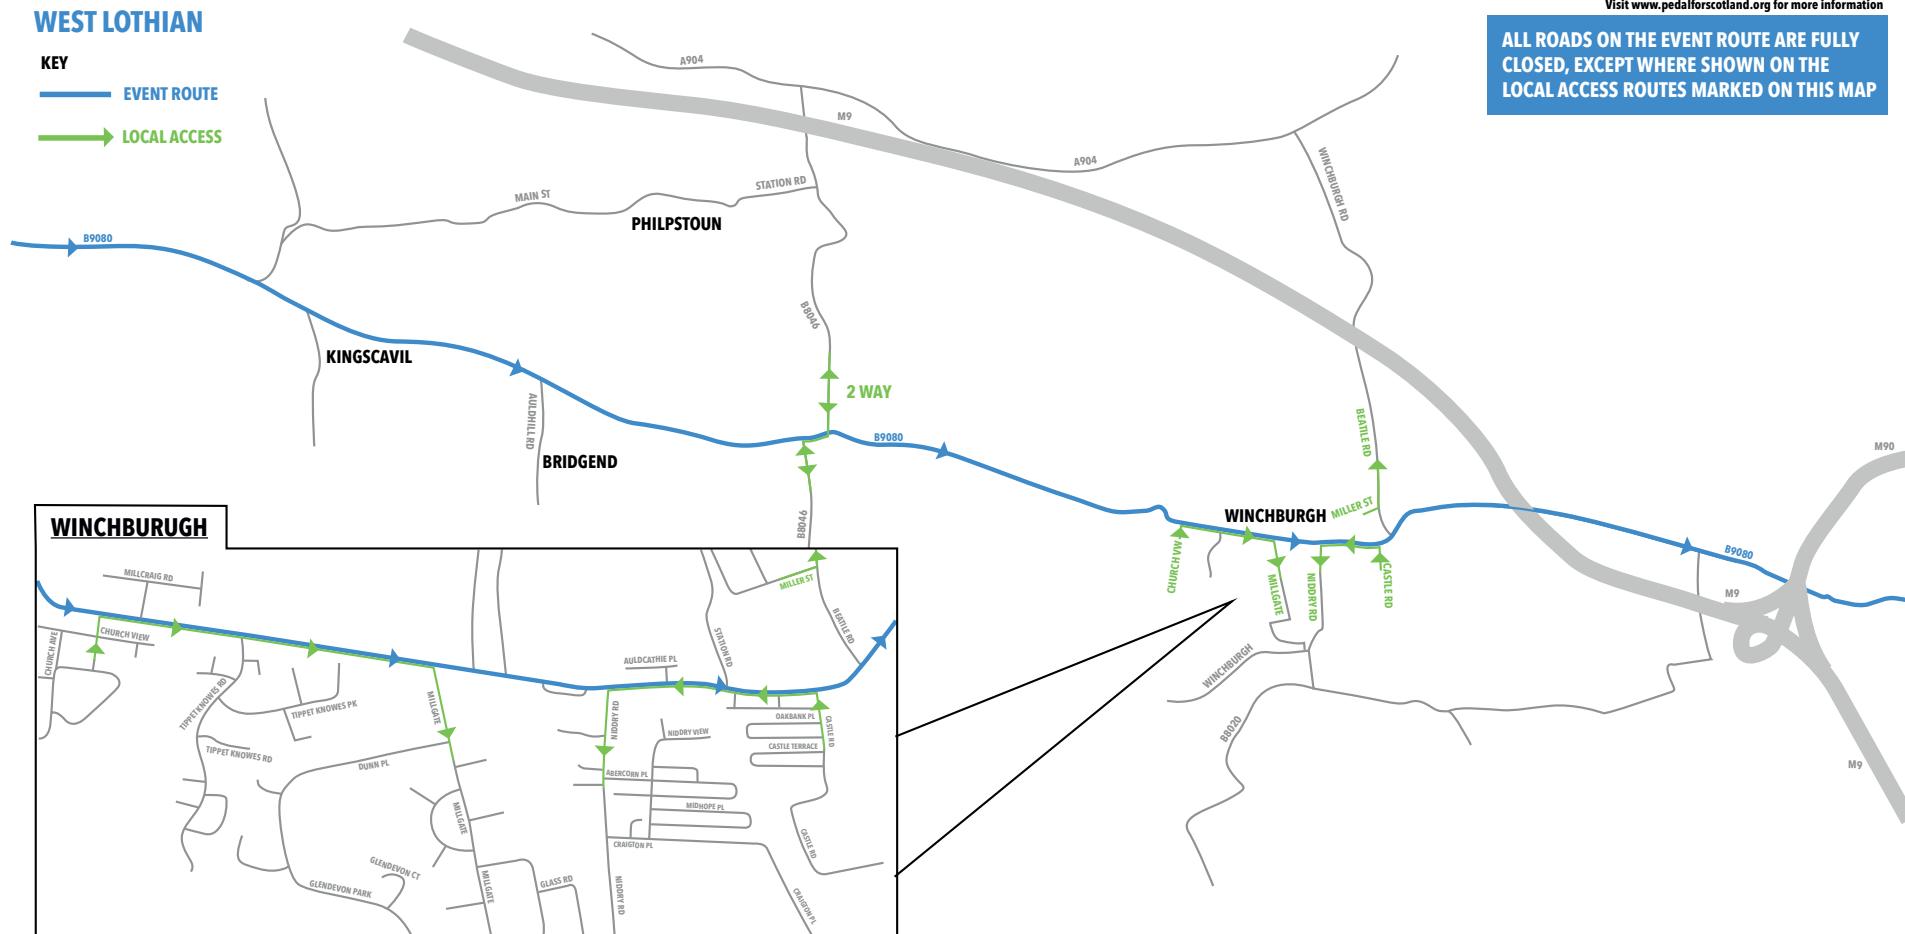 Visit www.pedalforscotland.org for more information
WEST LOTHIAN
KEY
EVENT ROUTE
LOCAL ACCESS
ALL ROADS ON THE EVENT ROUTE ARE FULLY
CLOSED, EXCEPT WHERE SHOWN ON THE
LOCAL ACCESS ROUTES MARKED ON THIS MAP
A904
M9
A904
WINCHBURGH RD
MAIN ST
STATION RD
PHILPSTOUN
B9080
B8046
KINGSCAVIL
2 WAY
AULDHILL RD
BRIDGEND
B9080
BEATILE RD
M90
MILLER ST
WINCHBURGH
B8046
B9080
CHURCH VW
MILLGATE
NIDDRY RD
CASTLE RD
M9
WINCHBURGH
B8020
M9
WINCHBURUGH
MILLCRAIG RD
MILLER ST
CHURCH AVE
CHURCH VIEW
BEATILE RD
STATION RD
AULDCATHIE PL
TIPPET KNOWES RD
TIPPET KNOWES PK
MILLGATE
NIDDRY RD
OAKBANK PL
CASTLE RD
NIDDRY VIEW
CASTLE TERRACE
TIPPET KNOWES RD
DUNN PL
ABERCORN PL
MILLGATE
MIDHOPE PL
CRAIGTON PL
CASTLE RD
GLENDEVON CT
GLENDEVON PARK
MILLGATE
GLASS RD
NIDDRY RD
CRAIGTON PL